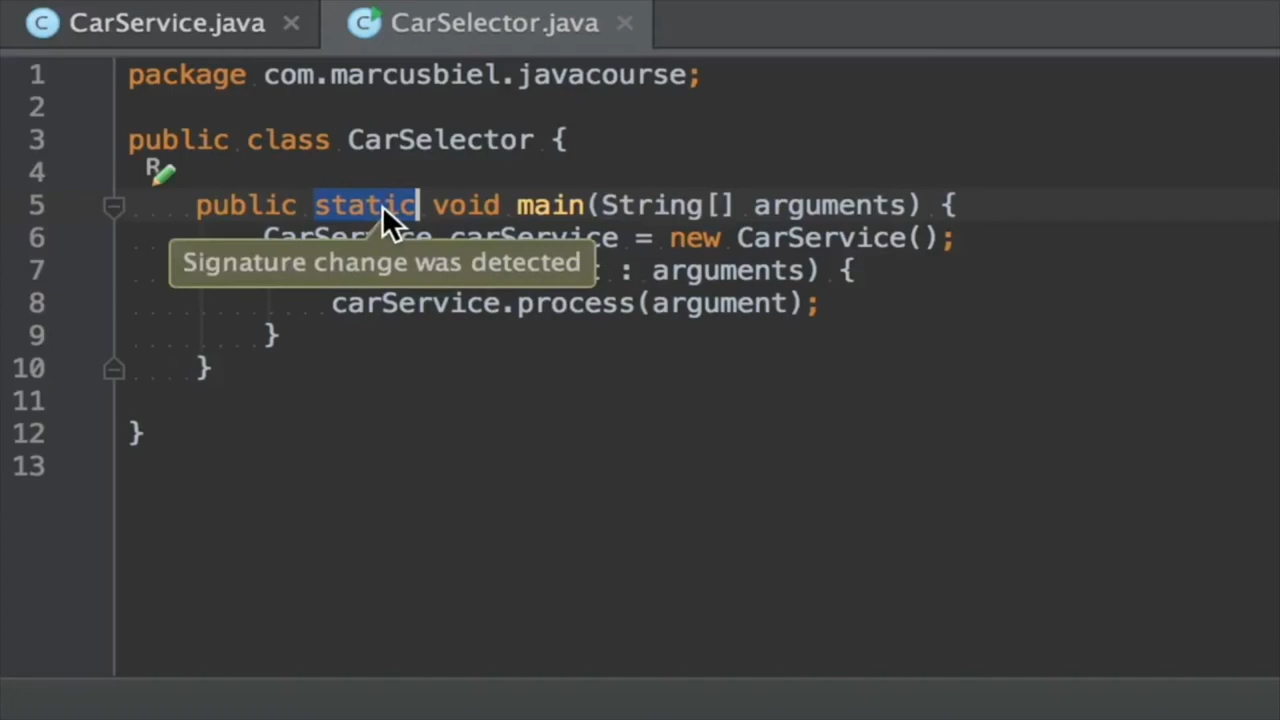 CarService.java
CarSelector.java
1 package com.marcusbiel.javacourse;
2
3 public class CarSelector {
4
5 public static void main(String[] arguments) {
6 CarService carService = new CarService();
Signature change was detected
7 : arguments) {
8 carService.process(argument);
9 }
10 }
11
12 }
13